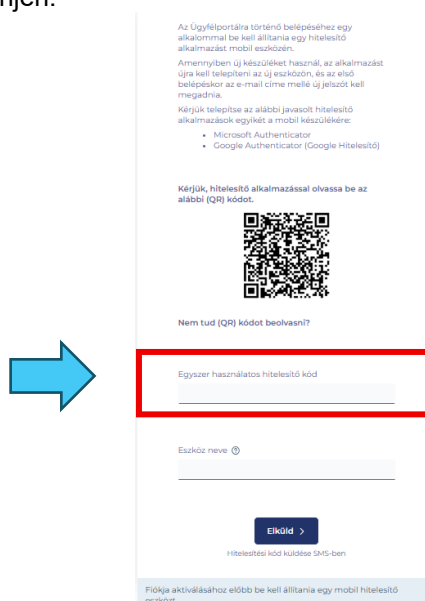 Az Ügyfélportálra történő belépéséhez egy
alkalommal be kell állítania egy hitelesítő
alkalmazást mobil eszközén.
Amennyiben új készüléket használ, az alkalmazást
újra kell telepíteni az új eszközön, és az első
belépéskor az e-mail címe mellé új jelszót kell
megadnia.
Kérjük telepítse az alábbi javasolt hitelesítő
alkalmazások egyikét a mobil készülékére:
• Microsoft Authenticator
• Google Authenticator (Google Hitelesítő)
Kérjük, hitelesítő alkalmazással olvassa be az
alábbi (QR) kódot.
Nem tud (QR) kódot beolvasni?
Egyszer használatos hitelesítő kód
Eszköz neve ?
Elküld >
Hitelesítési kód küldése SMS-ben
Fiókja aktiválásához előbb be kell állítania egy mobil hitelesítő